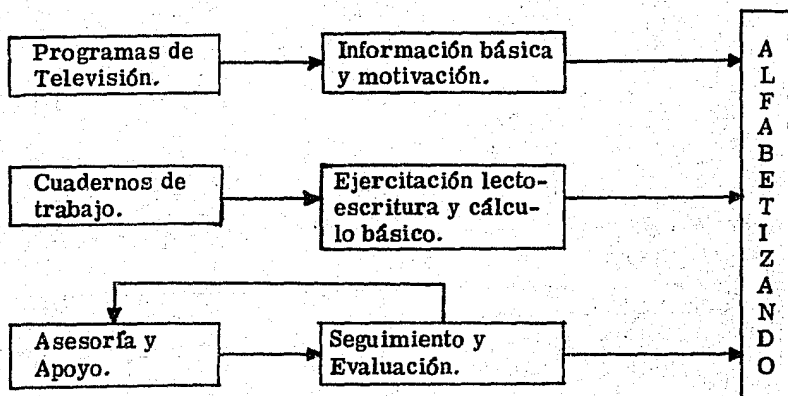 Programas de
Televisión.
Información básica
y motivación.
Cuadernos de
trabajo.
Ejercitación lecto-
escritura y cálcu-
lo básico.
Asesoría y
Apoyo.
Seguimiento y
Evaluación.
A
L
F
A
B
E
T
I
Z
A
N
D
O